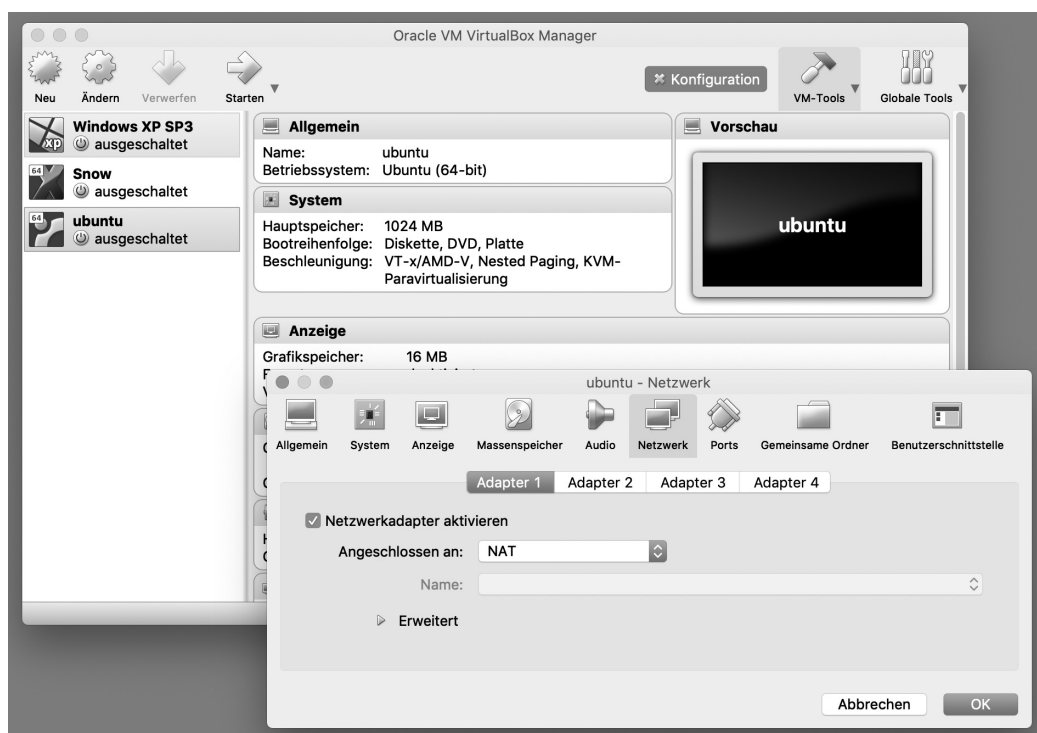 Oracle VM VirtualBox Manager
Neu Ändern Verwerfen Starten Konfiguration VM-Tools Globale Tools
Windows XP SP3
ausgeschaltet
64 Snow
ausgeschaltet
64 ubuntu
ausgeschaltet
Allgemein
Name: ubuntu
Betriebssystem: Ubuntu (64-bit)
System
Hauptspeicher: 1024 MB
Bootreihenfolge: Diskette, DVD, Platte
Beschleunigung: VT-x/AMD-V, Nested Paging, KVM-
Paravirtualisierung
Vorschau
ubuntu
Anzeige
Grafikspeicher: 16 MB
ubuntu - Netzwerk
Allgemein System Anzeige Massenspeicher Audio Netzwerk Ports Gemeinsame Ordner Benutzerschnittstelle
Adapter 1 Adapter 2 Adapter 3 Adapter 4
Netzwerkadapter aktivieren
Angeschlossen an: NAT
Name:
Erweitert
Abbrechen OK